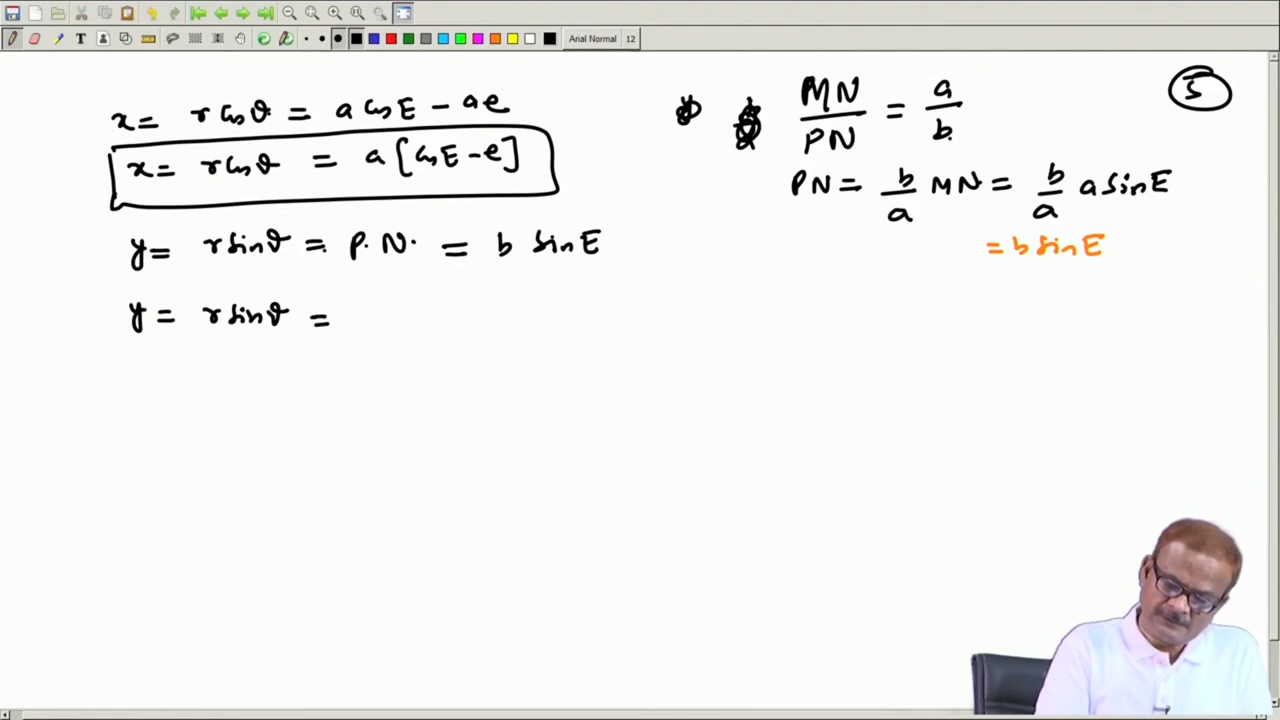 Arial Normal 12
x = r cos θ = a cos E - ae
x = r cos θ = a [cos E - e]
y = r sin θ = P. N. = b sin E
y = r sin θ =
5
MN/PN = a/b
PN = b/a MN = b/a a sin E
= b sin E